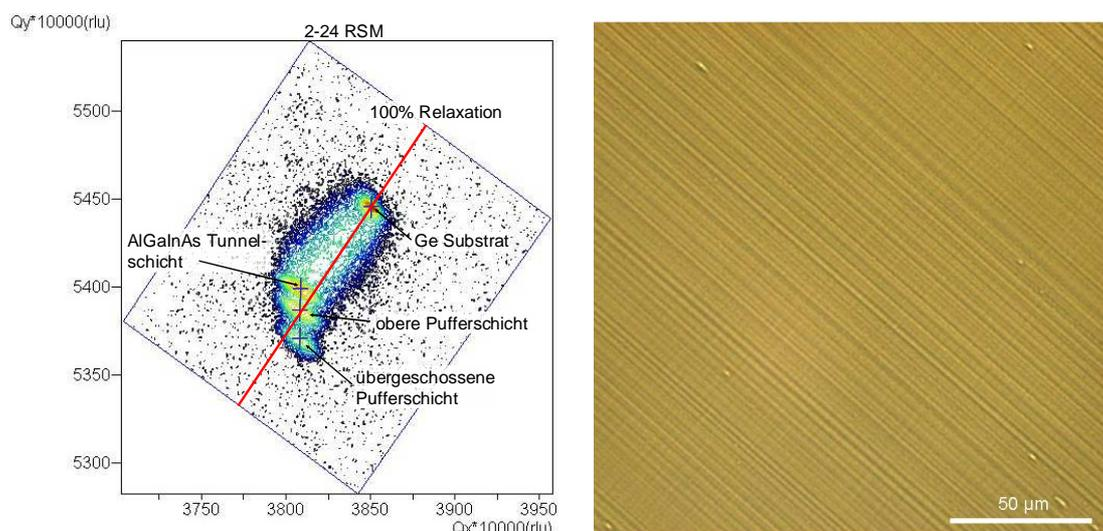 Qy*10000(rlu)
2-24 RSM
5500
100% Relaxation
5450
AlGaInAs Tunnel-
schicht
Ge Substrat
5400
obere Pufferschicht
5350
übergeschossene
Pufferschicht
5300
3750
3800
3850
3900
3950
Qx*10000(rlu)
50 µm